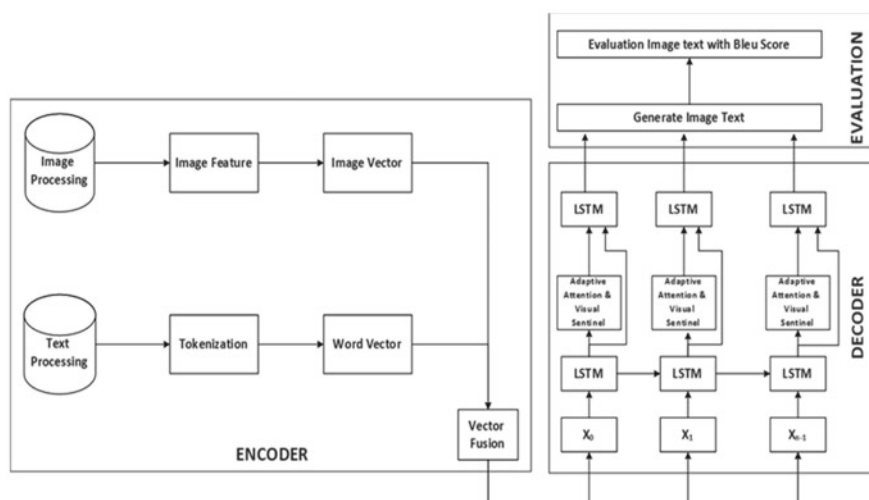 Image
Processing
Image Feature
Image Vector
Text
Processing
Tokenization
Word Vector
Vector
Fusion
ENCODER
Evaluation Image text with Bleu Score
Generate Image Text
EVALUATION
LSTM
LSTM
LSTM
Adaptive
Attention &
Visual
Sentinel
Adaptive
Attention &
Visual
Sentinel
Adaptive
Attention &
Visual
Sentinel
LSTM
LSTM
LSTM
X₀
X₁
Xₙ₋₁
DECODER